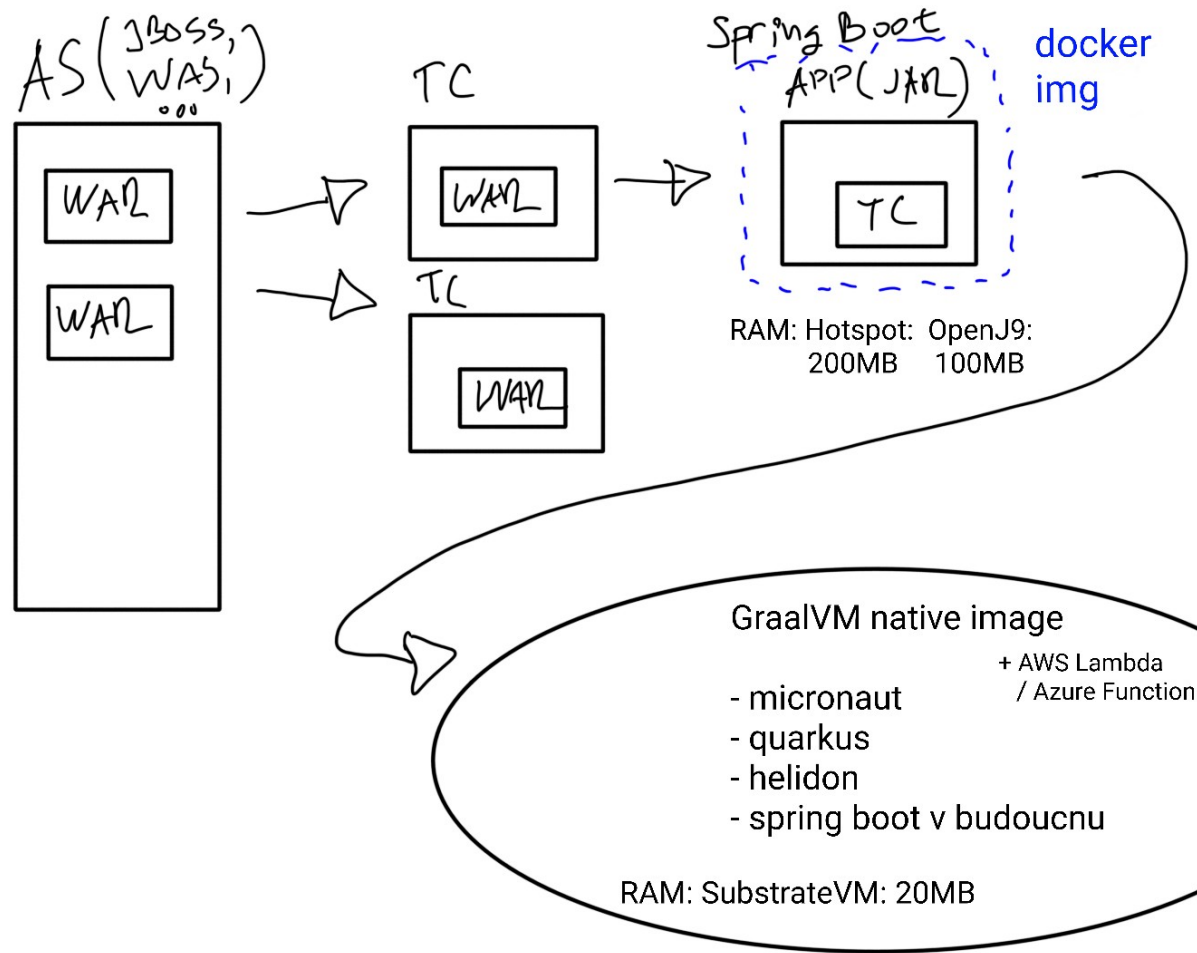 AS (JBOSS,
WAS,
...)
WAR
WAR
TC
WAR
TC
WAR
Spring Boot
APP(JAR)
TC
docker
img
RAM: Hotspot: OpenJ9:
200MB 100MB
GraalVM native image
+ AWS Lambda
/ Azure Function
- micronaut
- quarkus
- helidon
- spring boot v budoucnu
RAM: SubstrateVM: 20MB